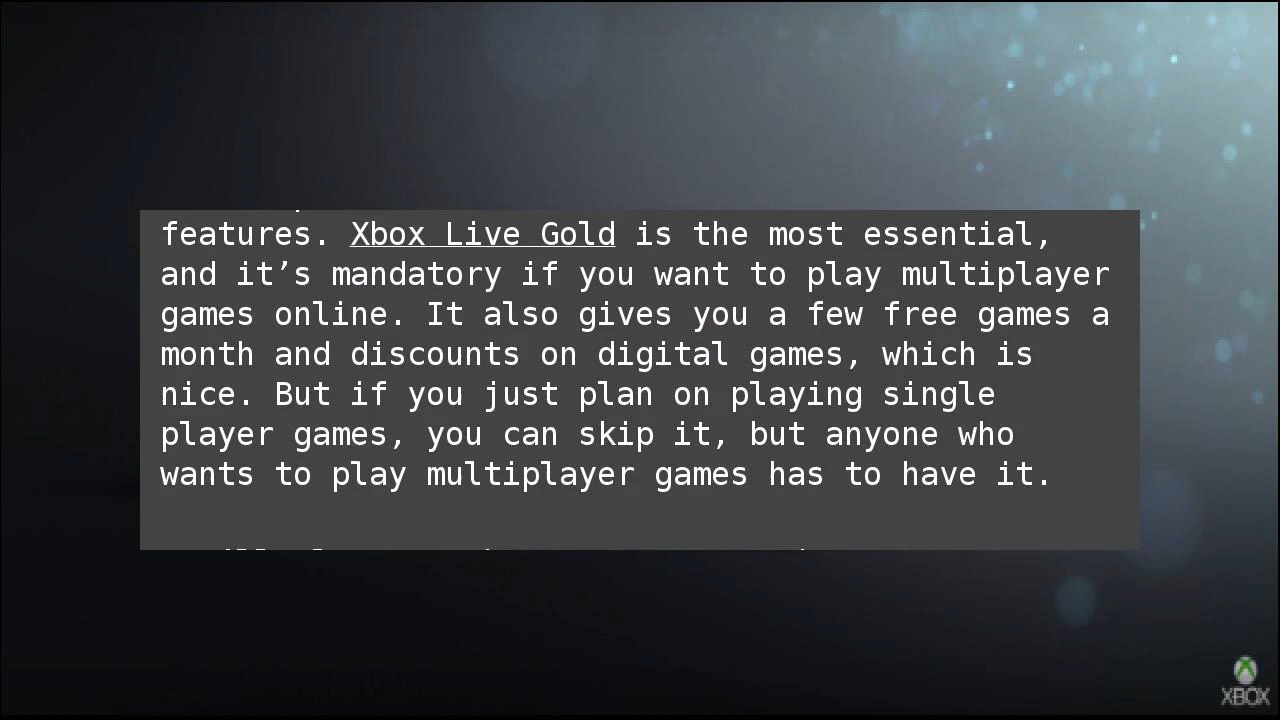 features. Xbox Live Gold is the most essential,
and it’s mandatory if you want to play multiplayer
games online. It also gives you a few free games a
month and discounts on digital games, which is
nice. But if you just plan on playing single
player games, you can skip it, but anyone who
wants to play multiplayer games has to have it.
XBOX